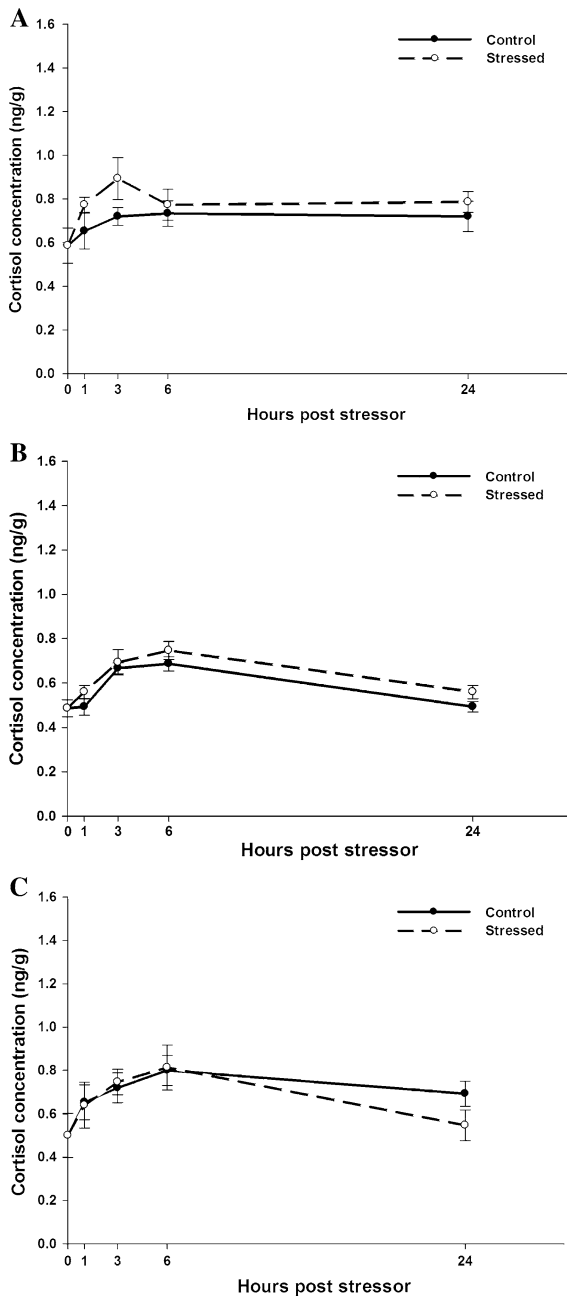 A
Control
Stressed
Cortisol concentration (ng/g)
1.6
1.4
1.2
1.0
0.8
0.6
0.4
0.2
0.0
0 1 3 6 24
Hours post stressor
B
Control
Stressed
Cortisol concentration (ng/g)
1.6
1.4
1.2
1.0
0.8
0.6
0.4
0.2
0.0
0 1 3 6 24
Hours post stressor
C
Control
Stressed
Cortisol concentration (ng/g)
1.6
1.4
1.2
1.0
0.8
0.6
0.4
0.2
0.0
0 1 3 6 24
Hours post stressor